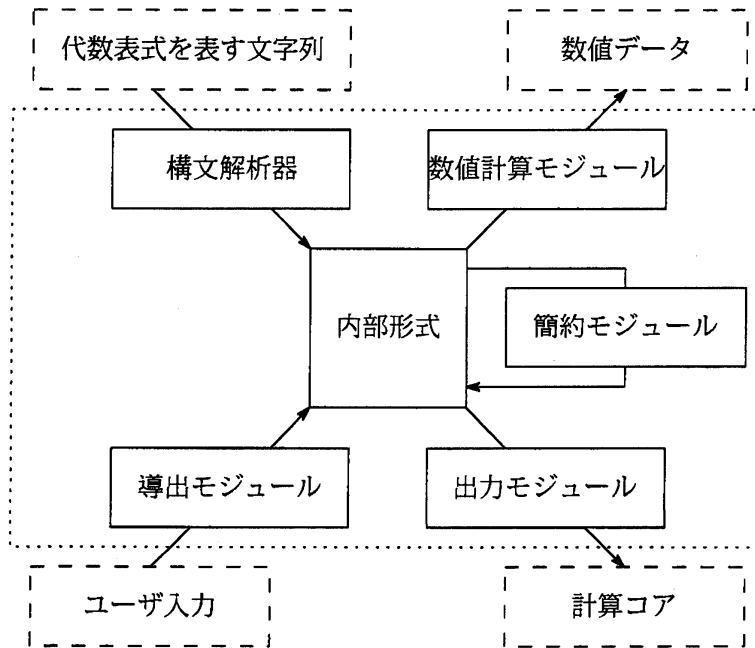 代数表式を表す文字列
数値データ
構文解析器
数値計算モジュール
内部形式
簡約モジュール
導出モジュール
出力モジュール
ユーザ入力
計算コア